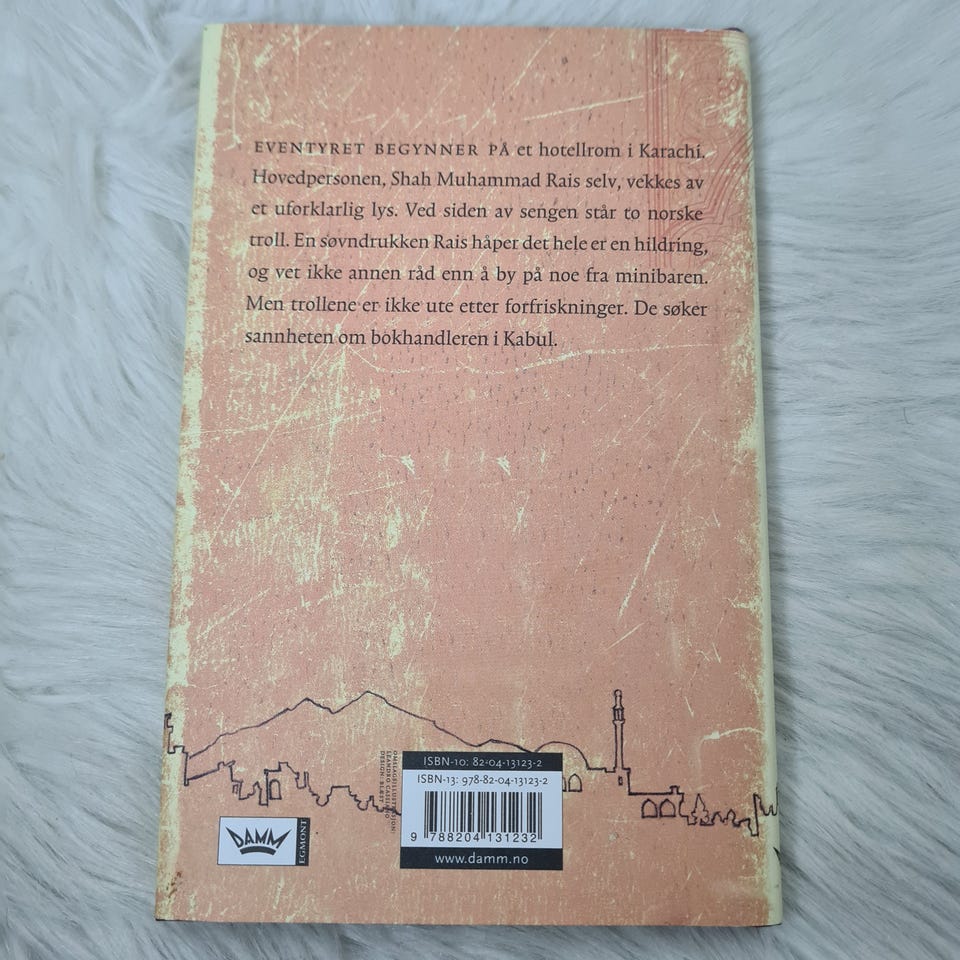 EVENTYRET BEGYNNER PÅ et hotellrom i Karachi.
Hovedpersonen, Shah Muhammad Rais selv, vekkes av
et uforklarlig lys. Ved siden av sengen står to norske
troll. En søvndrukken Rais håper det hele er en hildring,
og vet ikke annen råd enn å by på noe fra minibaren.
Men trollene er ikke ute etter forfriskninger. De søker
sannheten om bokhandleren i Kabul.
OMSLAGSILLUSTRASJON:
LEANDRO
DESIGN: BLÆST
ISBN-10: 82-04-13123-2
ISBN-13: 978-82-04-13123-2
9 788204 131232
www.damm.no
DAMM
EGMONT